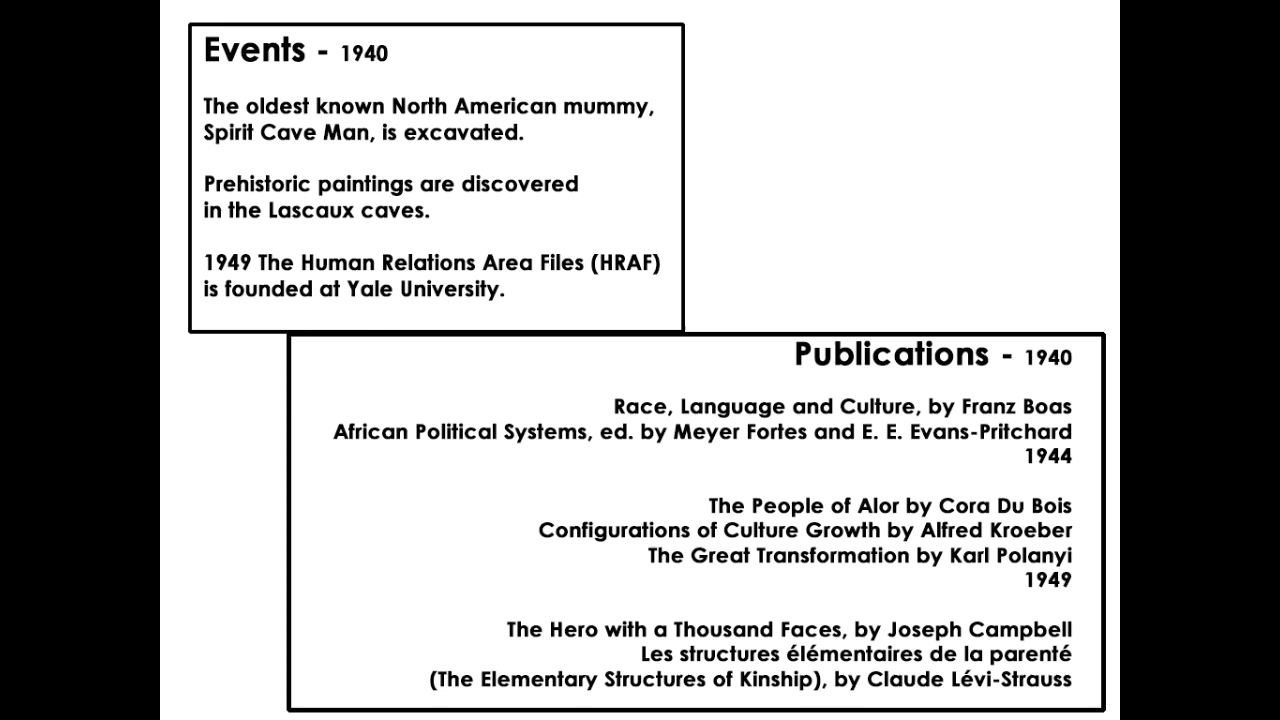 Events - 1940
The oldest known North American mummy,
Spirit Cave Man, is excavated.
Prehistoric paintings are discovered
in the Lascaux caves.
1949 The Human Relations Area Files (HRAF)
is founded at Yale University.
Publications - 1940
Race, Language and Culture, by Franz Boas
African Political Systems, ed. by Meyer Fortes and E. E. Evans-Pritchard
1944
The People of Alor by Cora Du Bois
Configurations of Culture Growth by Alfred Kroeber
The Great Transformation by Karl Polanyi
1949
The Hero with a Thousand Faces, by Joseph Campbell
Les structures élémentaires de la parenté
(The Elementary Structures of Kinship), by Claude Lévi-Strauss